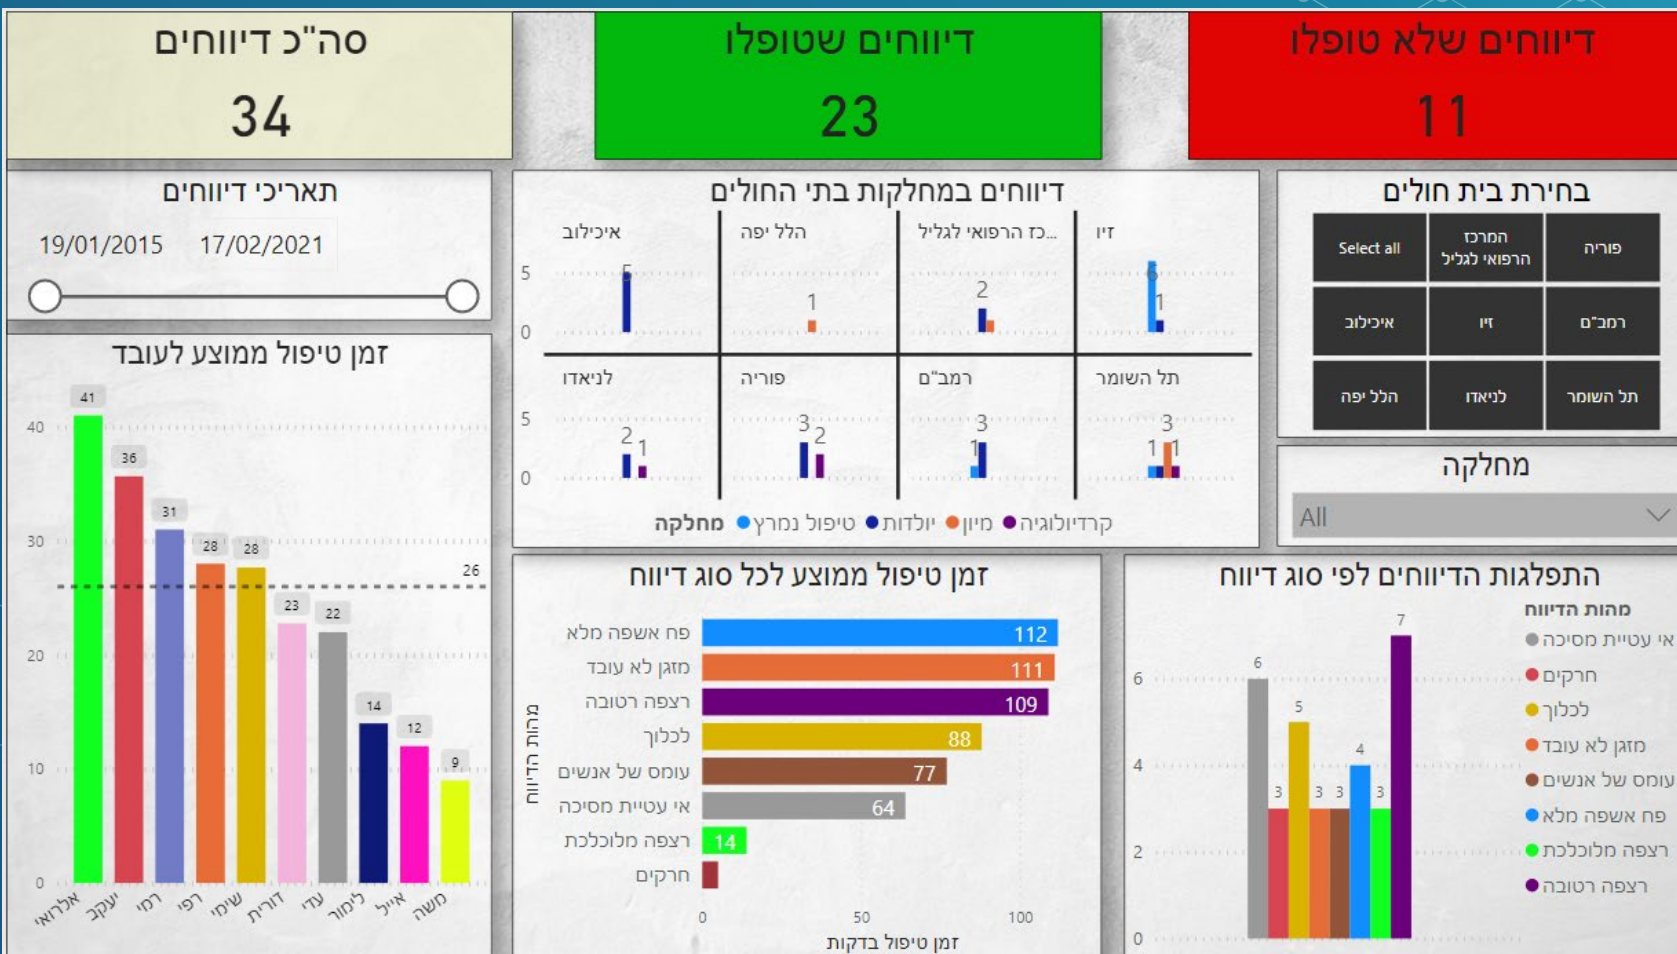 דיווחים שלא טופלו
11
דיווחים שטופלו
23
סה"כ דיווחים
34
בחירת בית חולים
Select all
המרכז
הרפואי לגליל
פוריה
איכילוב
זיו
רמב"ם
הלל יפה
לניאדו
תל השומר
מחלקה
All
דיווחים במחלקות בתי החולים
איכילוב
הלל יפה
...כז הרפואי לגליל
זיו
5
0
5
1
2
6
1
לניאדו
פוריה
רמב"ם
תל השומר
5
0
2
1
3
2
1
3
1
3
1
1
מחלקה טיפול נמרץ יולדות מיון קרדיולוגיה
תאריכי דיווחים
19/01/2015
17/02/2021
זמן טיפול ממוצע לעובד
40
30
20
10
0
41
36
31
28
28
26
23
22
14
12
9
אלרואי
יעקב
רמי
רפי
שימי
דורית
עדי
לימור
אייל
משה
זמן טיפול ממוצע לכל סוג דיווח
מהות הדיווח
פח אשפה מלא
112
מזגן לא עובד
111
רצפה רטובה
109
לכלוך
88
עומס של אנשים
77
אי עטיית מסיכה
64
רצפה מלוכלכת
14
חרקים
0
50
100
זמן טיפול בדקות
התפלגות הדיווחים לפי סוג דיווח
6
4
2
0
6
3
5
3
3
4
3
7
מהות הדיווח
אי עטיית מסיכה
חרקים
לכלוך
מזגן לא עובד
עומס של אנשים
פח אשפה מלא
רצפה מלוכלכת
רצפה רטובה